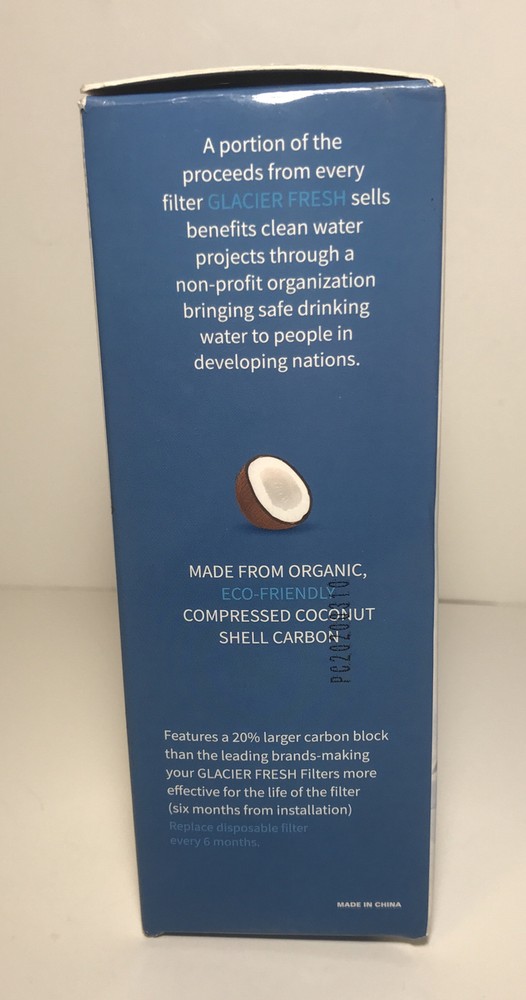 A portion of the
proceeds from every
filter GLACIER FRESH sells
benefits clean water
projects through a
non-profit organization
bringing safe drinking
water to people in
developing nations.
MADE FROM ORGANIC,
ECO-FRIENDLY
COMPRESSED COCONUT
SHELL CARBON
PC20200310
Features a 20% larger carbon block
than the leading brands-making
your GLACIER FRESH Filters more
effective for the life of the filter
(six months from installation)
Replace disposable filter
every 6 months.
MADE IN CHINA